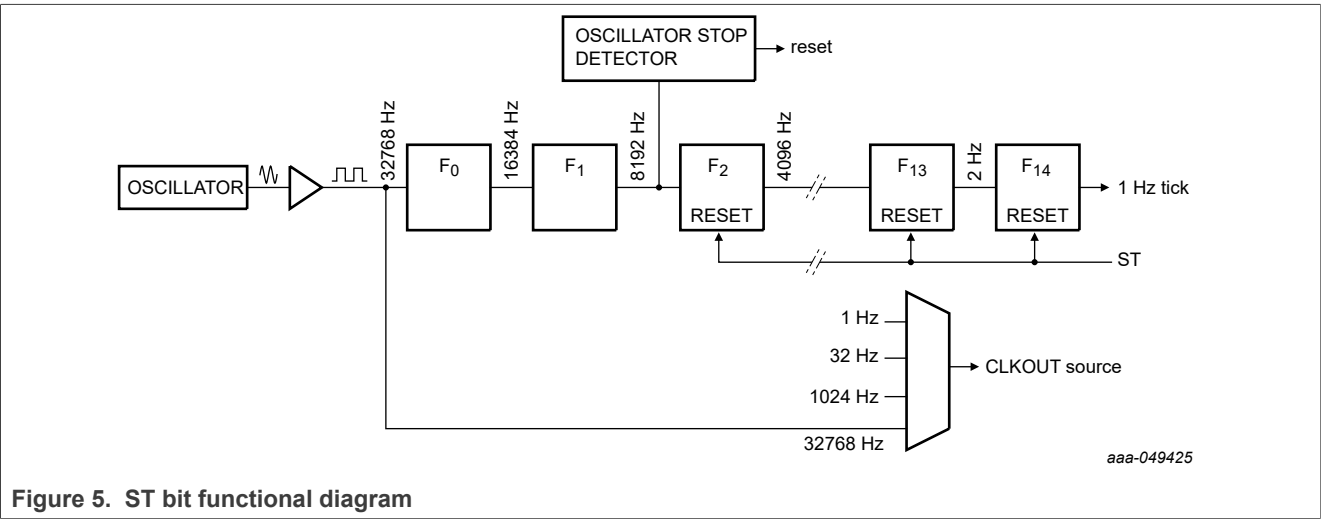 OSCILLATOR STOP
DETECTOR
reset
OSCILLATOR
32768 Hz
F0
16384 Hz
F1
8192 Hz
F2
RESET
4096 Hz
F13
RESET
2 Hz
F14
RESET
1 Hz tick
ST
1 Hz
32 Hz
1024 Hz
32768 Hz
CLKOUT source
aaa-049425
Figure 5. ST bit functional diagram